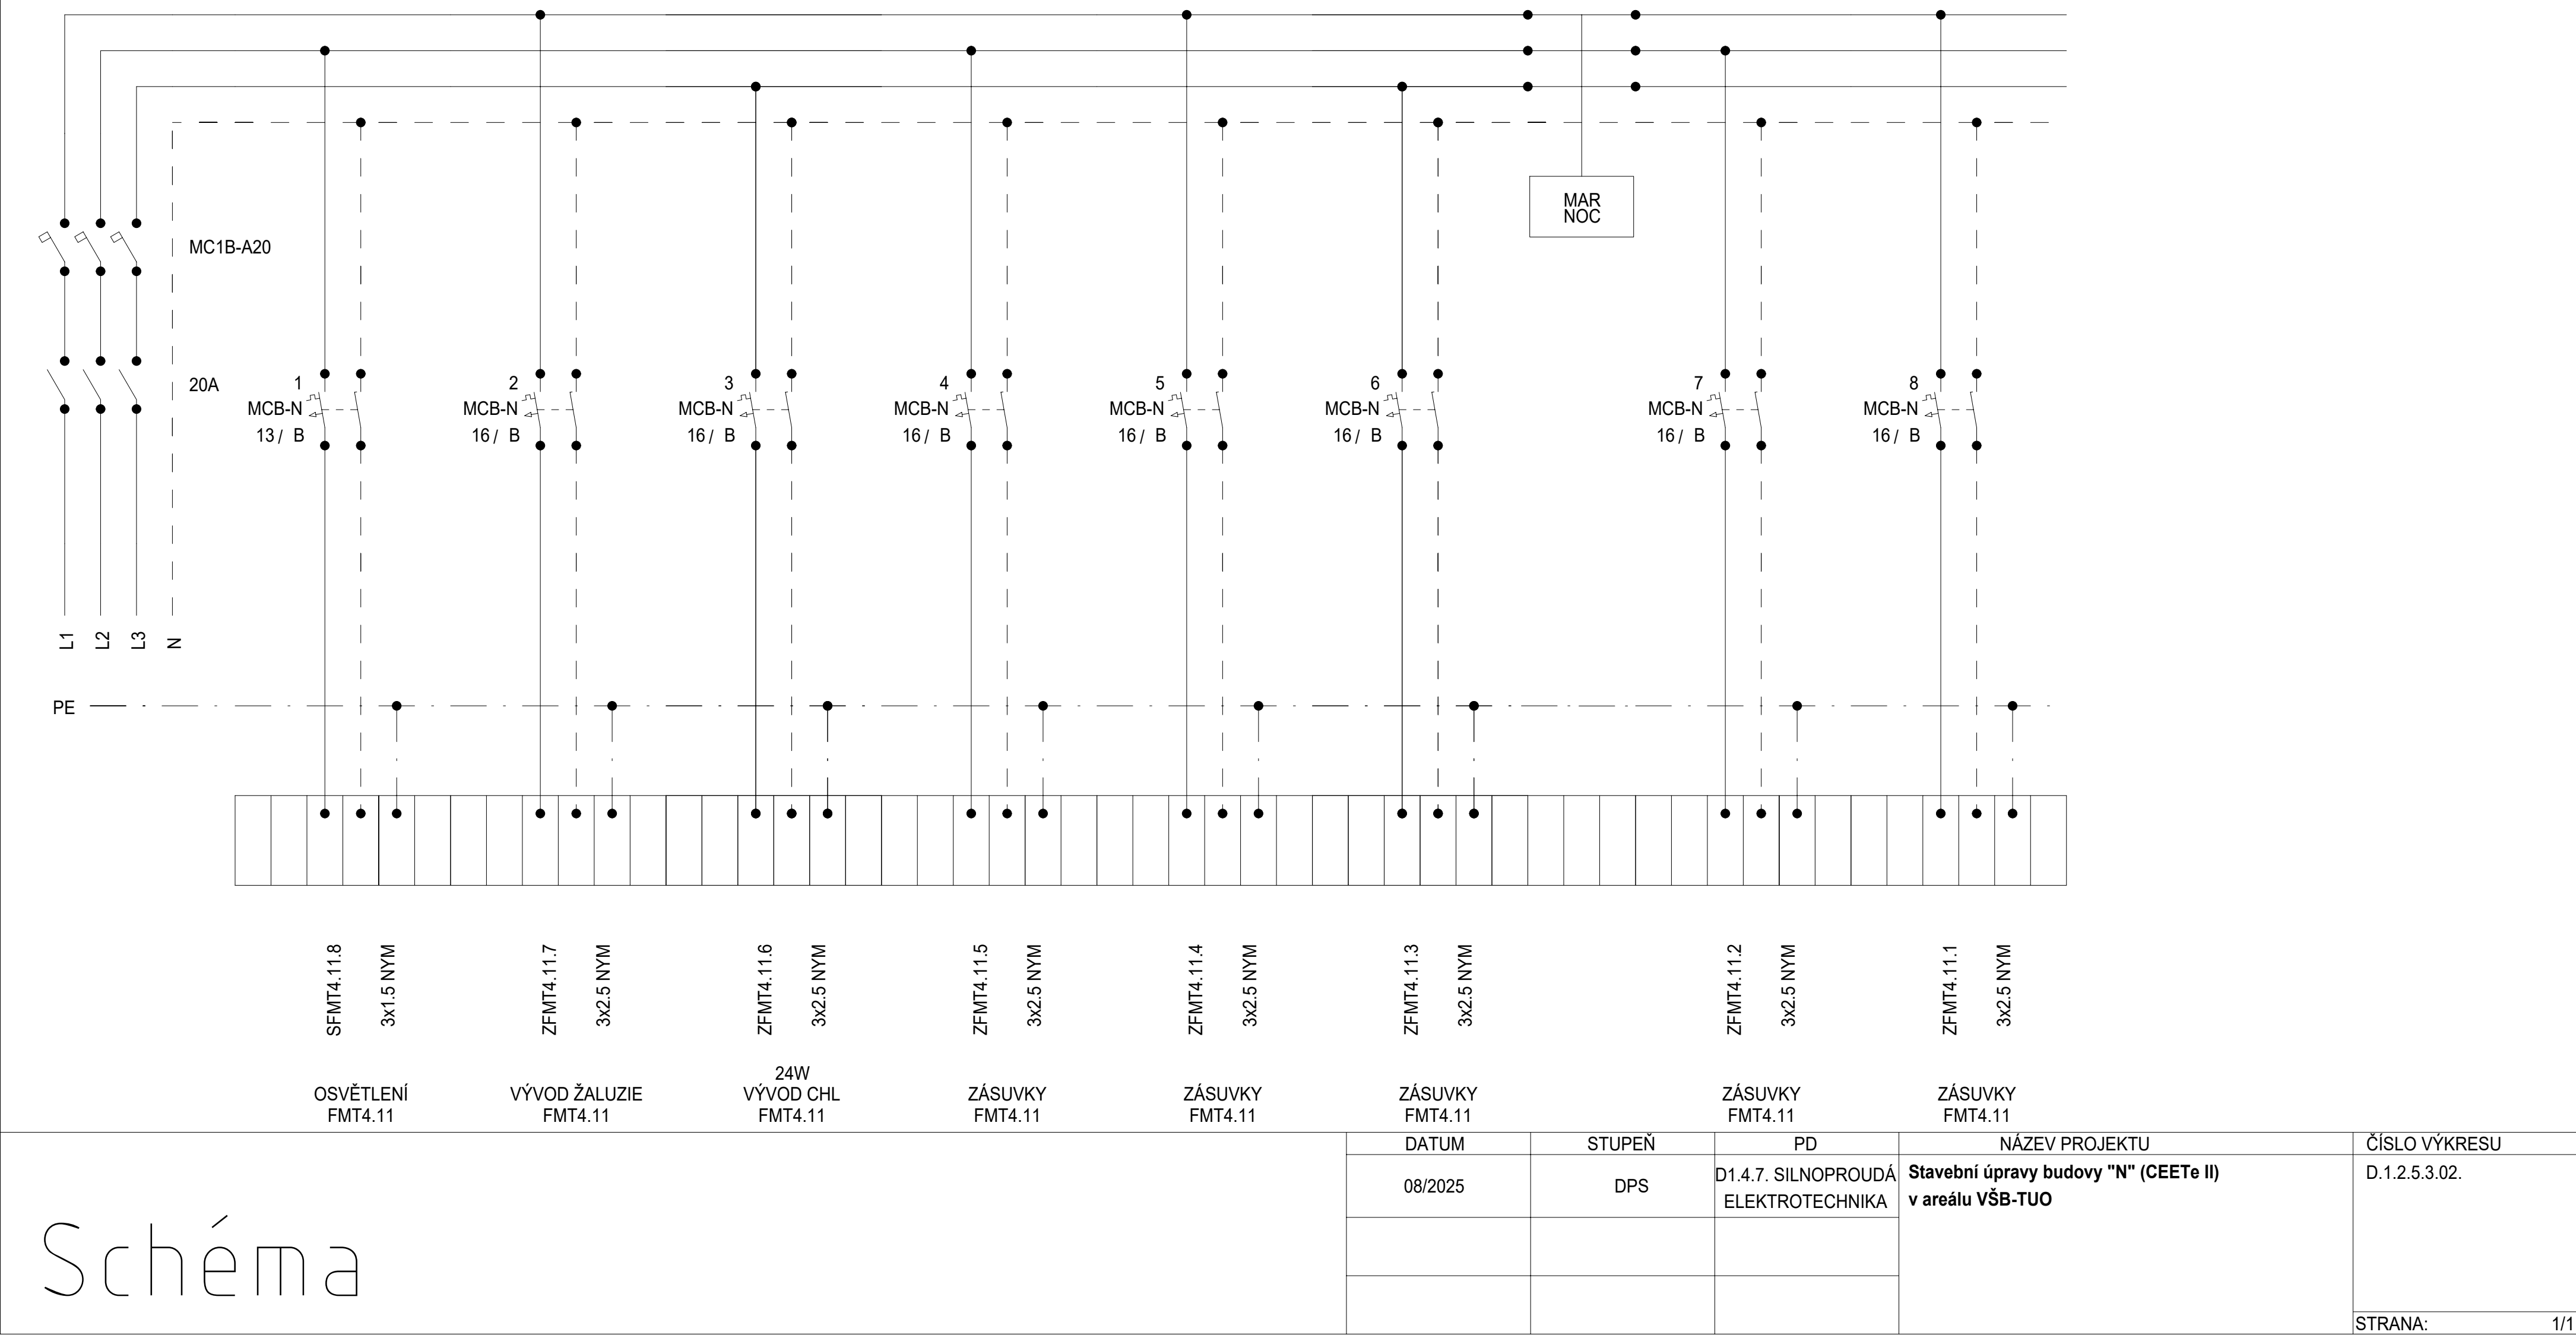 MAR
NOC
MC1B-A20
20A
1
MCB-N
13 / B
2
MCB-N
16 / B
3
MCB-N
16 / B
4
MCB-N
16 / B
5
MCB-N
16 / B
6
MCB-N
16 / B
7
MCB-N
16 / B
8
MCB-N
16 / B
L1
L2
L3
N
PE
SFMT4.11.8
3x1.5 NYM
ZFMT4.11.7
3x2.5 NYM
ZFMT4.11.6
3x2.5 NYM
ZFMT4.11.5
3x2.5 NYM
ZFMT4.11.4
3x2.5 NYM
ZFMT4.11.3
3x2.5 NYM
ZFMT4.11.2
3x2.5 NYM
ZFMT4.11.1
3x2.5 NYM
OSVĚTLENÍ
FMT4.11
VÝVOD ŽALUZIE
FMT4.11
24W
VÝVOD CHL
FMT4.11
ZÁSUVKY
FMT4.11
ZÁSUVKY
FMT4.11
ZÁSUVKY
FMT4.11
ZÁSUVKY
FMT4.11
ZÁSUVKY
FMT4.11
Schéma
DATUM
08/2025
STUPEŇ
DPS
PD
D1.4.7. SILNOPROUDÁ
ELEKTROTECHNIKA
NÁZEV PROJEKTU
Stavební úpravy budovy "N" (CEETe II)
v areálu VŠB-TUO
ČÍSLO VÝKRESU
D.1.2.5.3.02.
STRANA: 1/1